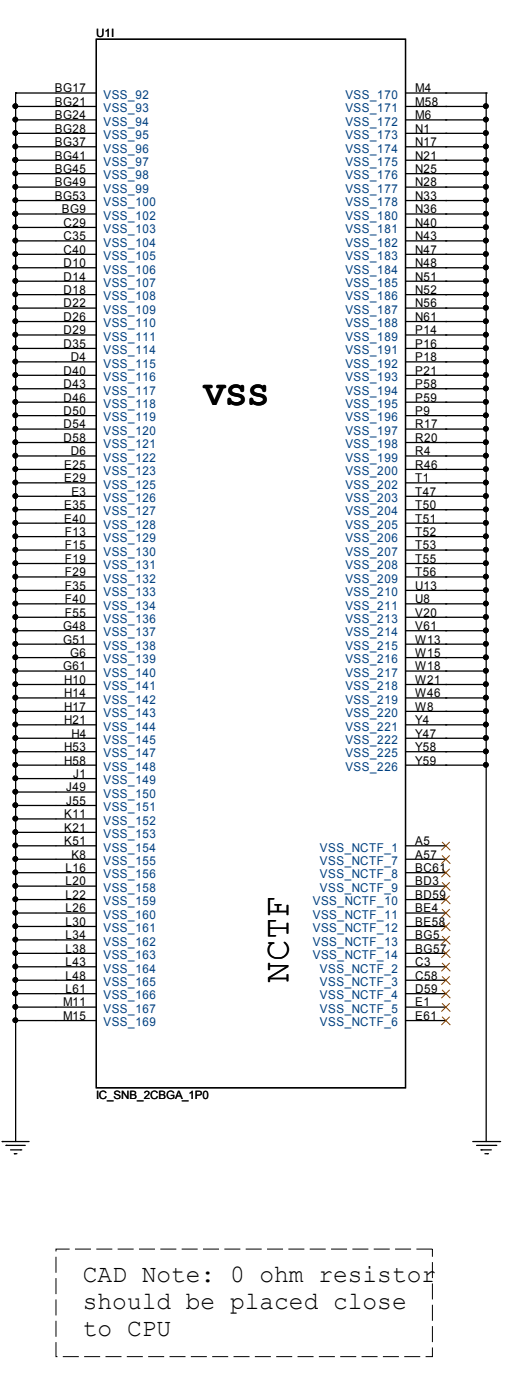 U1I
BG17 VSS_92
BG21 VSS_93
BG24 VSS_94
BG28 VSS_95
BG37 VSS_96
BG41 VSS_97
BG45 VSS_98
BG49 VSS_99
BG53 VSS_100
BG9 VSS_102
C29 VSS_103
C35 VSS_104
C40 VSS_105
D10 VSS_106
D14 VSS_107
D18 VSS_108
D22 VSS_109
D26 VSS_110
D29 VSS_111
D35 VSS_114
D4 VSS_115
D40 VSS_116
D43 VSS_117
D46 VSS_118
D50 VSS_119
D54 VSS_120
D58 VSS_121
D6 VSS_122
E25 VSS_123
E29 VSS_125
E3 VSS_126
E35 VSS_127
E40 VSS_128
F13 VSS_129
F15 VSS_130
F19 VSS_131
F29 VSS_132
F35 VSS_133
F40 VSS_134
F55 VSS_136
G48 VSS_137
G51 VSS_138
G6 VSS_139
G61 VSS_140
H10 VSS_141
H14 VSS_142
H17 VSS_143
H21 VSS_144
H4 VSS_145
H53 VSS_147
H58 VSS_148
J1 VSS_149
J49 VSS_150
J55 VSS_151
K11 VSS_152
K21 VSS_153
K51 VSS_154
K8 VSS_155
L16 VSS_156
L20 VSS_158
L22 VSS_159
L26 VSS_160
L30 VSS_161
L34 VSS_162
L38 VSS_163
L43 VSS_164
L48 VSS_165
L61 VSS_166
M11 VSS_167
M15 VSS_169
VSS
NCTF
VSS_170 M4
VSS_171 M58
VSS_172 M6
VSS_173 N1
VSS_174 N17
VSS_175 N21
VSS_176 N25
VSS_177 N28
VSS_178 N33
VSS_180 N36
VSS_181 N40
VSS_182 N43
VSS_183 N47
VSS_184 N48
VSS_185 N51
VSS_186 N52
VSS_187 N56
VSS_188 N61
VSS_189 P14
VSS_191 P16
VSS_192 P18
VSS_193 P21
VSS_194 P58
VSS_195 P59
VSS_196 P9
VSS_197 R17
VSS_198 R20
VSS_199 R4
VSS_200 R46
VSS_202 T1
VSS_203 T47
VSS_204 T50
VSS_205 T51
VSS_206 T52
VSS_207 T53
VSS_208 T55
VSS_209 T56
VSS_210 U13
VSS_211 U8
VSS_213 V20
VSS_214 V61
VSS_215 W13
VSS_216 W15
VSS_217 W18
VSS_218 W21
VSS_219 W46
VSS_220 W8
VSS_221 Y4
VSS_222 Y47
VSS_225 Y58
VSS_226 Y59
VSS_NCTF_1 A5
VSS_NCTF_7 A57
VSS_NCTF_8 BC61
VSS_NCTF_9 BD3
VSS_NCTF_10 BD59
VSS_NCTF_11 BE4
VSS_NCTF_12 BE58
VSS_NCTF_13 BG5
VSS_NCTF_14 BG57
VSS_NCTF_2 C3
VSS_NCTF_3 C58
VSS_NCTF_4 D59
VSS_NCTF_5 E1
VSS_NCTF_6 E61
IC_SNB_2CBGA_1P0
CAD Note: 0 ohm resistor
should be placed close
to CPU